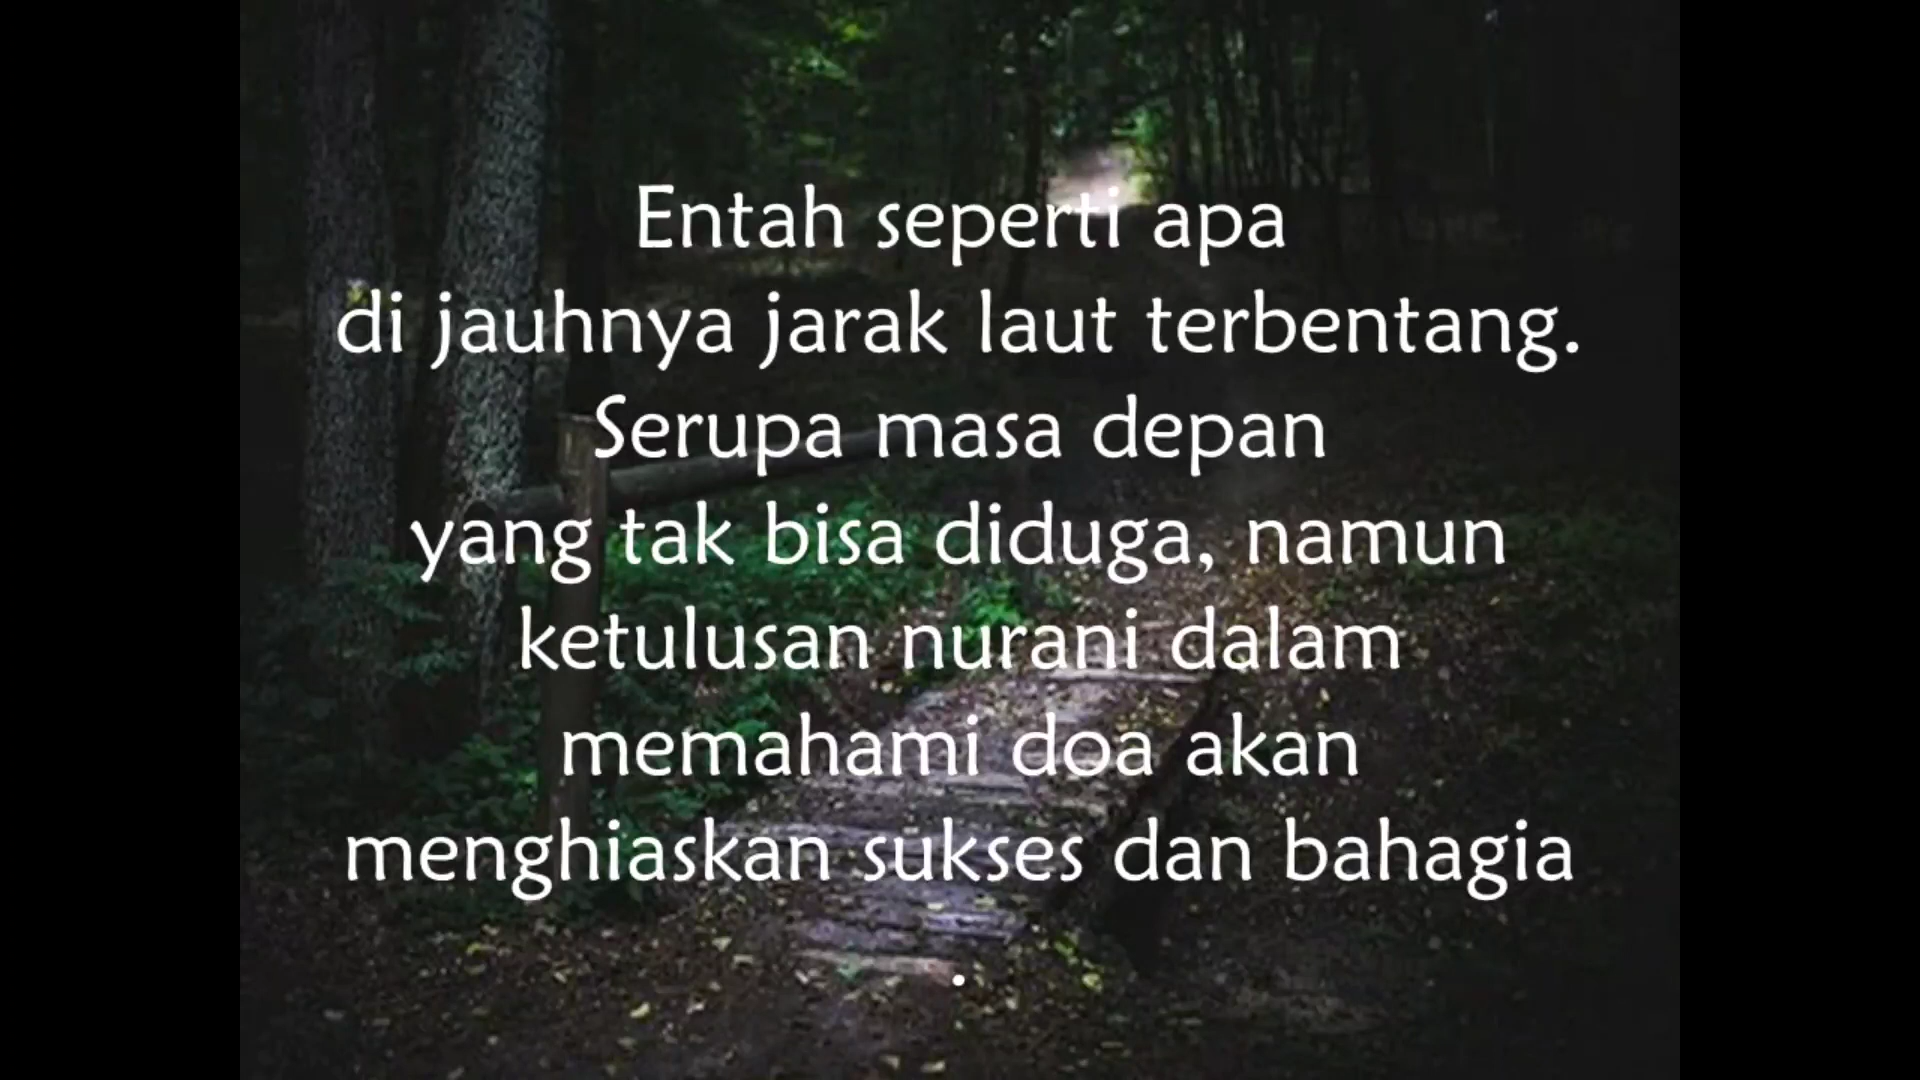 Entah seperti apa
di jauhnya jarak laut terbentang.
Serupa masa depan
yang tak bisa diduga, namun
ketulusan nurani dalam
memahami doa akan
menghiaskan sukses dan bahagia
.